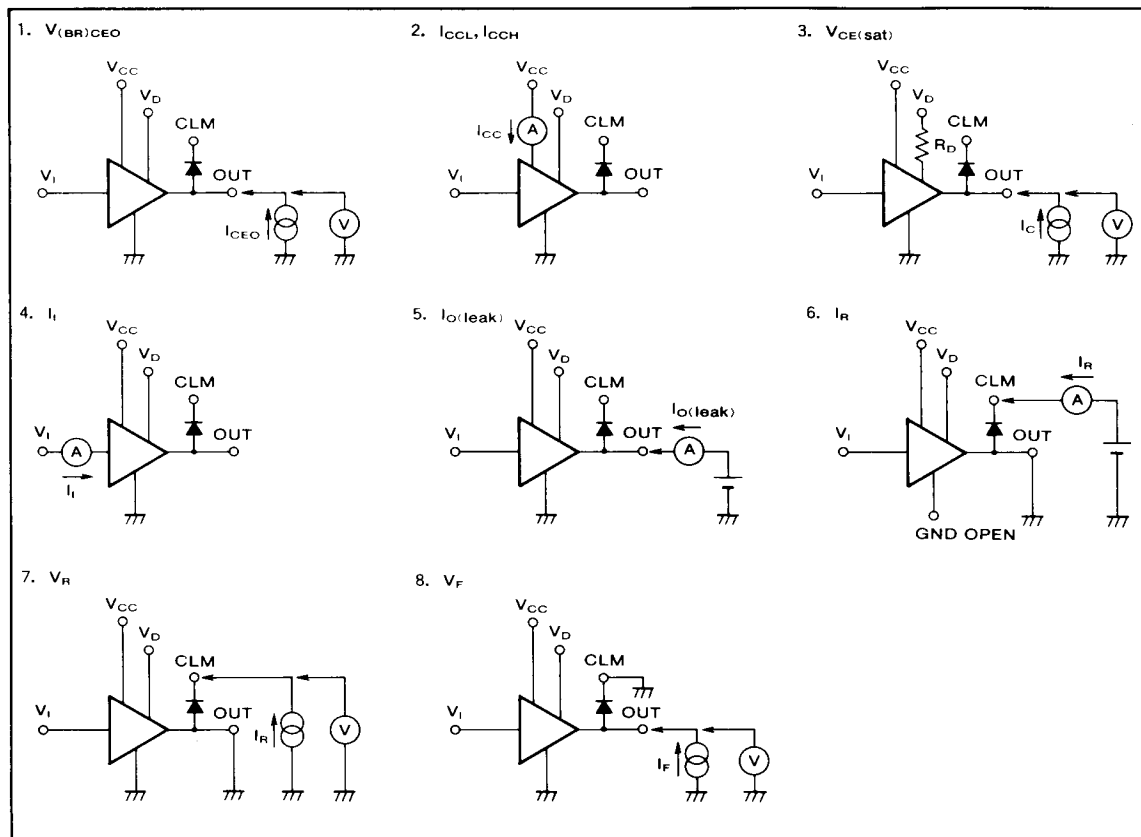 1. V(BR)CEO
2. ICCL, ICCH
3. VCE(sat)
VCC
VD
CLM
VI
OUT
ICEO
V
VCC
A
ICC
VD
CLM
VI
OUT
VCC
VD
RD
CLM
VI
OUT
IC
V
4. II
5. IO(leak)
6. IR
VCC
VD
CLM
VI
A
OUT
II
VCC
VD
CLM
IO(leak)
VI
OUT
A
VCC
VD
CLM
IR
A
VI
OUT
GND OPEN
7. VR
8. VF
VCC
VD
CLM
VI
OUT
IR
V
VCC
VD
CLM
VI
OUT
IF
V